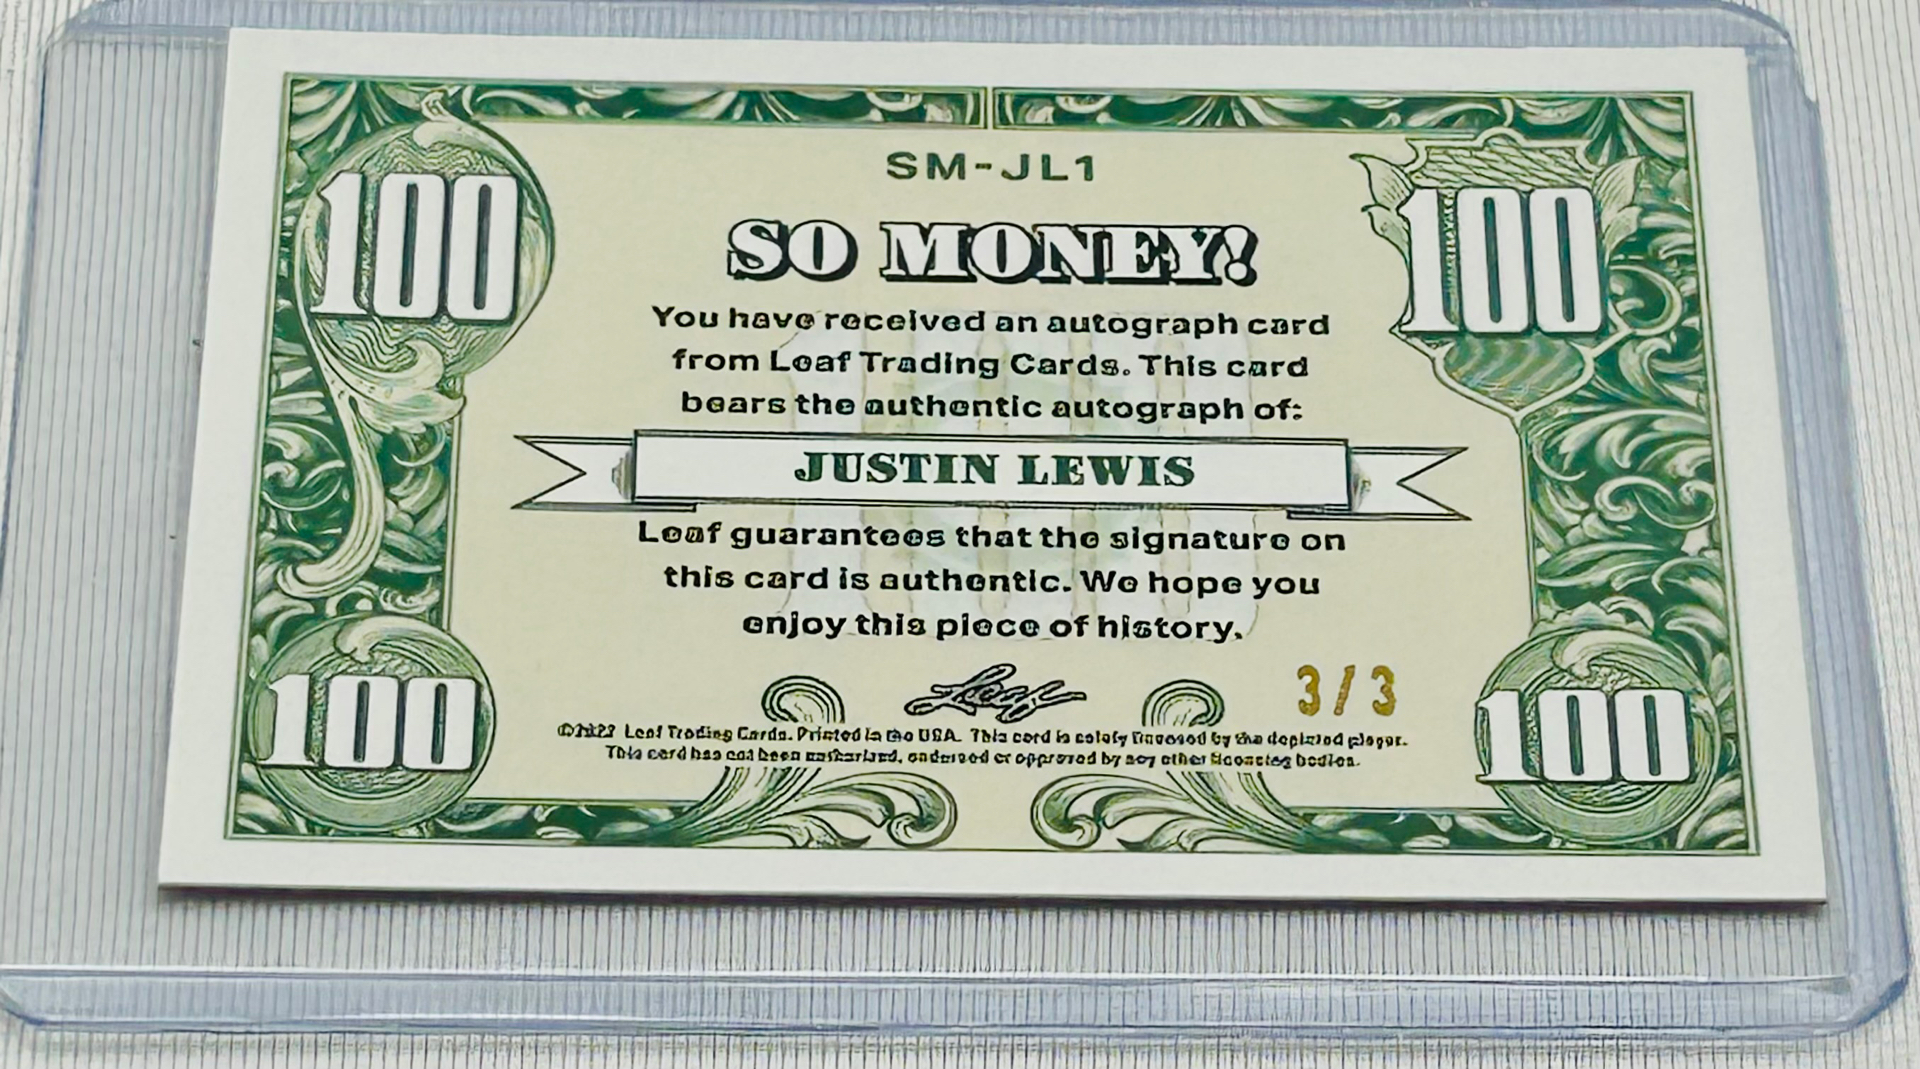 SM-JL1
100
100
SO MONEY!
You have received an autograph card
from Leaf Trading Cards. This card
bears the authentic autograph of:
JUSTIN LEWIS
Leaf guarantees that the signature on
this card is authentic. We hope you
enjoy this piece of history.
Leaf
3/3
100
100
Leaf Trading Cards. Printed in the USA. This card is solely licensed by the depicted player.
This card has not been authorized, endorsed or approved by any other licensing bodies.